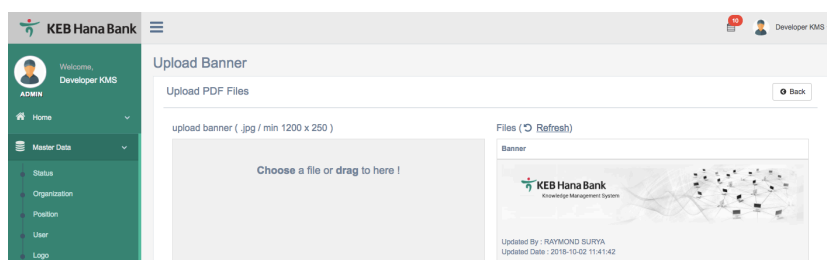 KEB Hana Bank
10
Developer KMS
Welcome,
Developer KMS
ADMIN
Home
Master Data
Status
Organization
Position
User
Logo
Upload Banner
Upload PDF Files
Back
upload banner ( .jpg / min 1200 x 250 )
Choose a file or drag to here !
Files ( Refresh)
Banner
KEB Hana Bank
Knowledge Management System
Updated By : RAYMOND SURYA
Updated Date : 2018-10-02 11:41:42